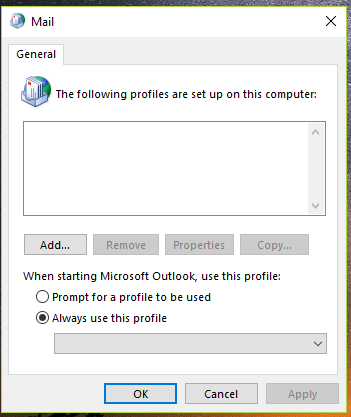 Mail
General
The following profiles are set up on this computer:
Add... Remove Properties Copy...
When starting Microsoft Outlook, use this profile:
Prompt for a profile to be used
Always use this profile
OK Cancel Apply